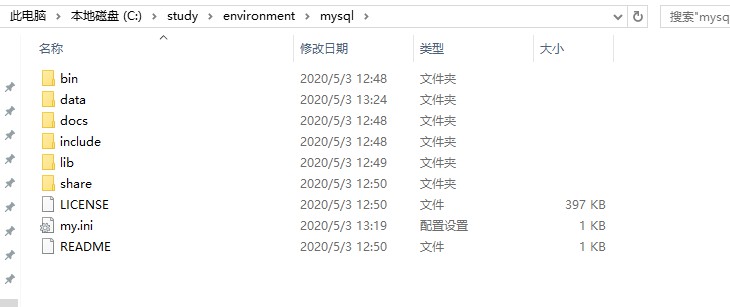 此电脑 › 本地磁盘 (C:) › study › environment › mysql › 搜索"mysq
名称 修改日期 类型 大小
bin 2020/5/3 12:48 文件夹
data 2020/5/3 13:24 文件夹
docs 2020/5/3 12:48 文件夹
include 2020/5/3 12:48 文件夹
lib 2020/5/3 12:49 文件夹
share 2020/5/3 12:50 文件夹
LICENSE 2020/5/3 12:50 文件 397 KB
my.ini 2020/5/3 13:19 配置设置 1 KB
README 2020/5/3 12:50 文件 1 KB